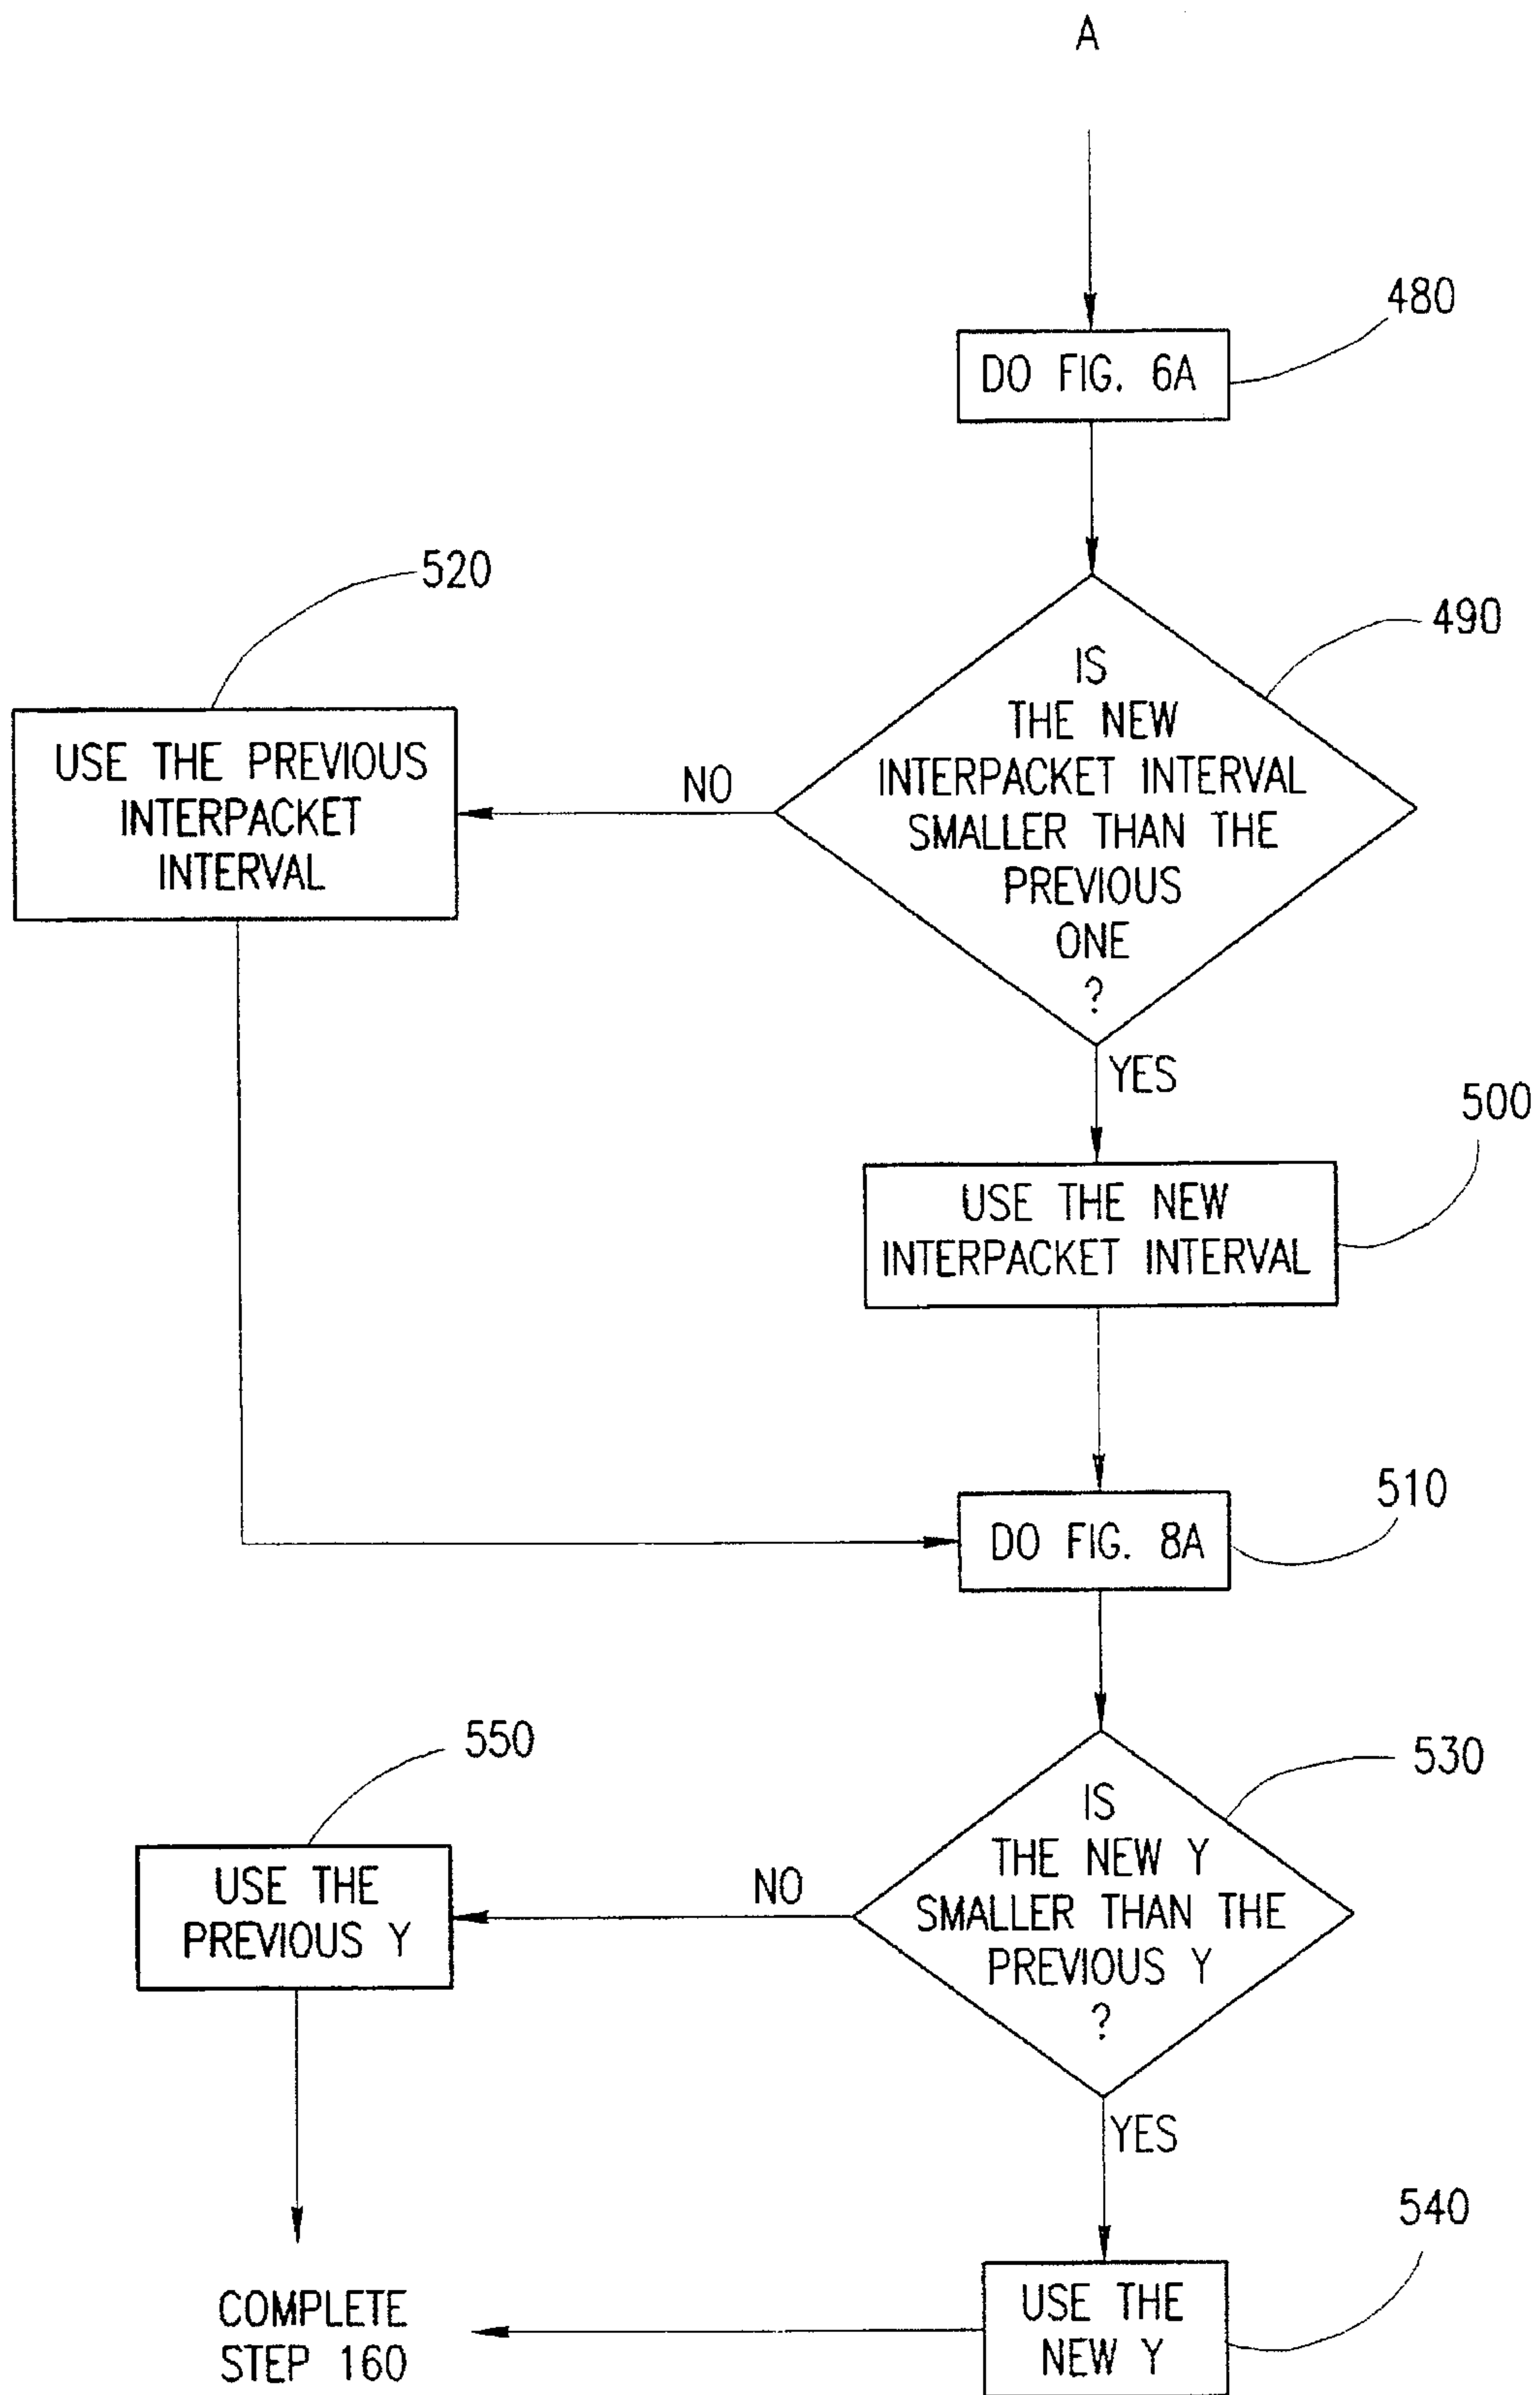 A
480
DO FIG. 6A
520
490
IS
THE NEW
INTERPACKET INTERVAL
SMALLER THAN THE
PREVIOUS
ONE
?
NO
USE THE PREVIOUS
INTERPACKET
INTERVAL
YES
500
USE THE NEW
INTERPACKET INTERVAL
510
DO FIG. 8A
550
530
IS
THE NEW Y
SMALLER THAN THE
PREVIOUS Y
?
NO
USE THE
PREVIOUS Y
YES
540
USE THE
NEW Y
COMPLETE
STEP 160